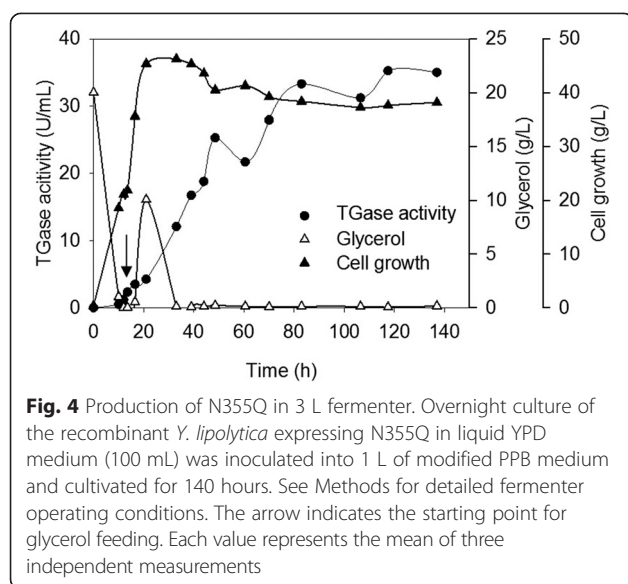 40
30
20
10
0
TGase acitivity (U/mL)
25
20
15
10
5
0
Glycerol (g/L)
50
40
30
20
10
0
Cell growth (g/L)
TGase activity
Glycerol
Cell growth
0 20 40 60 80 100 120 140
Time (h)
Fig. 4 Production of N355Q in 3 L fermenter. Overnight culture of
the recombinant Y. lipolytica expressing N355Q in liquid YPD
medium (100 mL) was inoculated into 1 L of modified PPB medium
and cultivated for 140 hours. See Methods for detailed fermenter
operating conditions. The arrow indicates the starting point for
glycerol feeding. Each value represents the mean of three
independent measurements